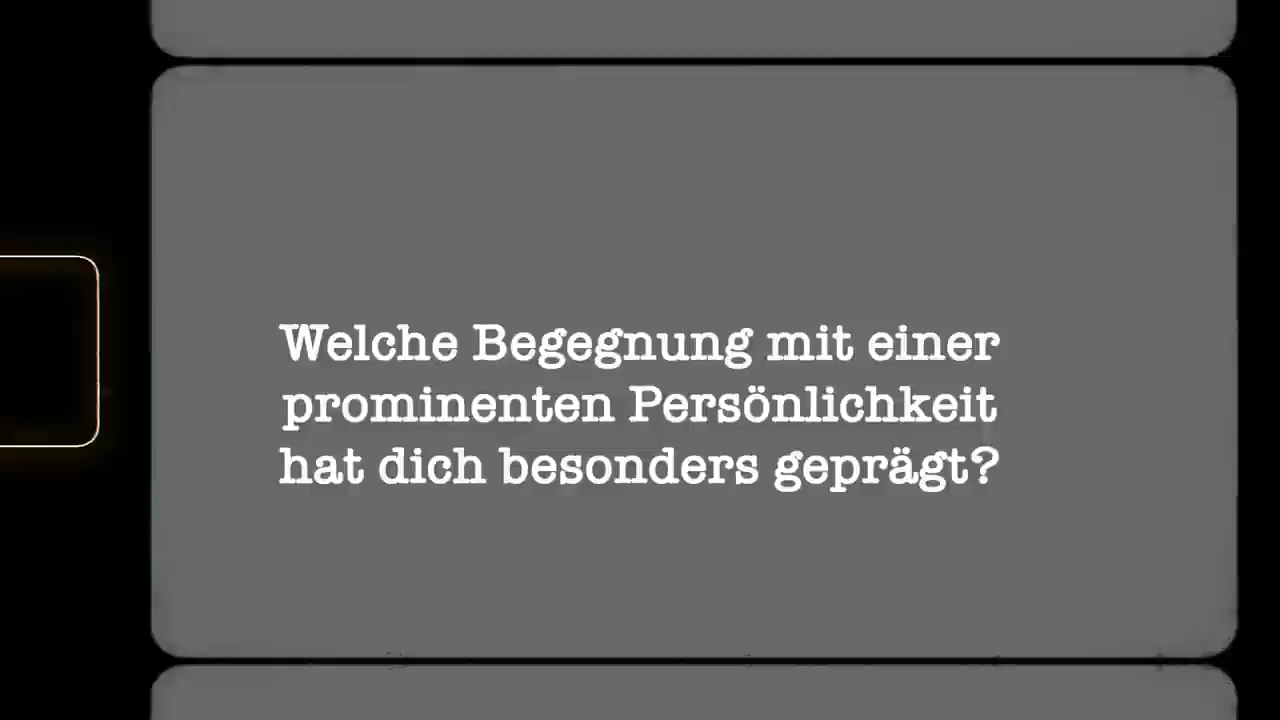 Welche Begegnung mit einer
prominenten Persönlichkeit
hat dich besonders geprägt?